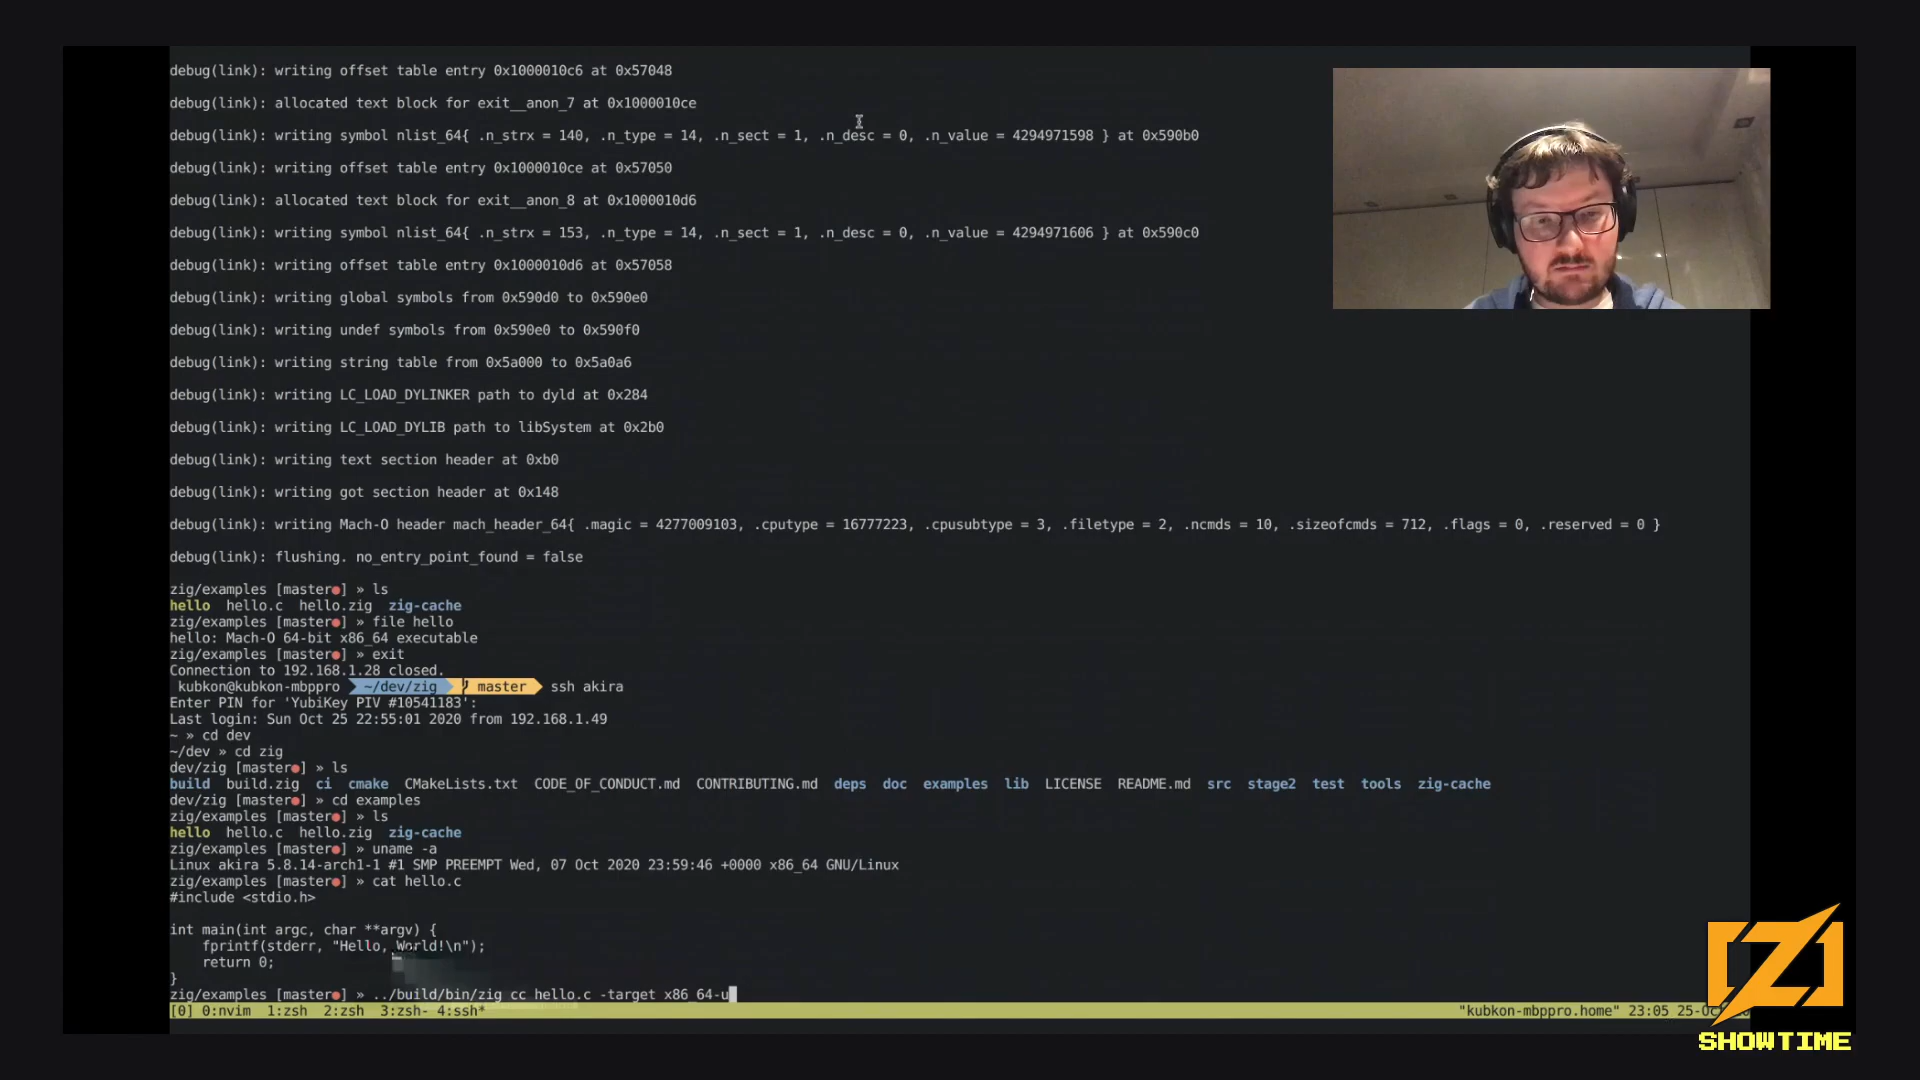 debug(link): writing offset table entry 0x1000010c6 at 0x57048
debug(link): allocated text block for exit__anon_7 at 0x1000010ce
debug(link): writing symbol nlist_64{ .n_strx = 140, .n_type = 14, .n_sect = 1, .n_desc = 0, .n_value = 4294971598 } at 0x590b0
debug(link): writing offset table entry 0x1000010ce at 0x57050
debug(link): allocated text block for exit__anon_8 at 0x1000010d6
debug(link): writing symbol nlist_64{ .n_strx = 153, .n_type = 14, .n_sect = 1, .n_desc = 0, .n_value = 4294971606 } at 0x590c0
debug(link): writing offset table entry 0x1000010d6 at 0x57058
debug(link): writing global symbols from 0x590d0 to 0x590e0
debug(link): writing undef symbols from 0x590e0 to 0x590f0
debug(link): writing string table from 0x5a000 to 0x5a0a6
debug(link): writing LC_LOAD_DYLINKER path to dyld at 0x284
debug(link): writing LC_LOAD_DYLIB path to libSystem at 0x2b0
debug(link): writing text section header at 0xb0
debug(link): writing got section header at 0x148
debug(link): writing Mach-O header mach_header_64{ .magic = 4277009103, .cputype = 16777223, .cpusubtype = 3, .filetype = 2, .ncmds = 10, .sizeofcmds = 712, .flags = 0, .reserved = 0 }
debug(link): flushing. no_entry_point_found = false
zig/examples [master●] » ls
hello  hello.c  hello.zig  zig-cache
zig/examples [master●] » file hello
hello: Mach-O 64-bit x86_64 executable
zig/examples [master●] » exit
Connection to 192.168.1.28 closed.
kubkon@kubkon-mbppro ~/dev/zig master ssh akira
Enter PIN for 'YubiKey PIV #10541183':
Last login: Sun Oct 25 22:55:01 2020 from 192.168.1.49
~ » cd dev
~/dev » cd zig
dev/zig [master●] » ls
build  build.zig  ci  cmake  CMakeLists.txt  CODE_OF_CONDUCT.md  CONTRIBUTING.md  deps  doc  examples  lib  LICENSE  README.md  src  stage2  test  tools  zig-cache
dev/zig [master●] » cd examples
zig/examples [master●] » ls
hello  hello.c  hello.zig  zig-cache
zig/examples [master●] » uname -a
Linux akira 5.8.14-arch1-1 #1 SMP PREEMPT Wed, 07 Oct 2020 23:59:46 +0000 x86_64 GNU/Linux
zig/examples [master●] » cat hello.c
#include <stdio.h>
int main(int argc, char **argv) {
    fprintf(stderr, "Hello, World!\n");
    return 0;
}
zig/examples [master●] » ../build/bin/zig cc hello.c -target x86_64-u
[0] 0:nvim  1:zsh  2:zsh  3:zsh- 4:ssh*  "kubkon-mbppro.home" 23:05
SHOWTIME